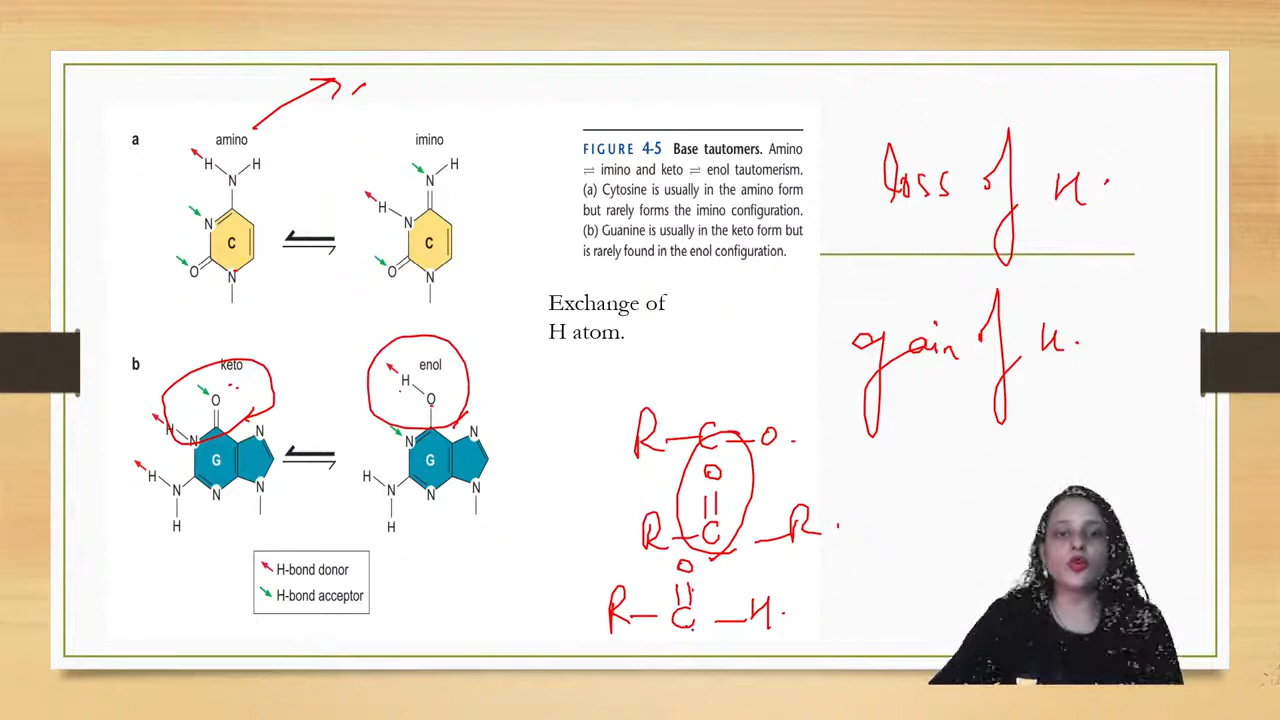 a
amino
imino
H
H
N
N
C
O
N
N
H
H
N
C
O
N
FIGURE 4-5 Base tautomers. Amino
⇌ imino and keto ⇌ enol tautomerism.
(a) Cytosine is usually in the amino form
but rarely forms the imino configuration.
(b) Guanine is usually in the keto form but
is rarely found in the enol configuration.
loss of H.
gain of H.
Exchange of
H atom.
b
keto
enol
O
H
N
N
G
H
N
N
N
H
H
O
N
N
G
H
N
N
N
H
H-bond donor
H-bond acceptor
R-C-O.
O
R-C-R.
O
R-C-H.